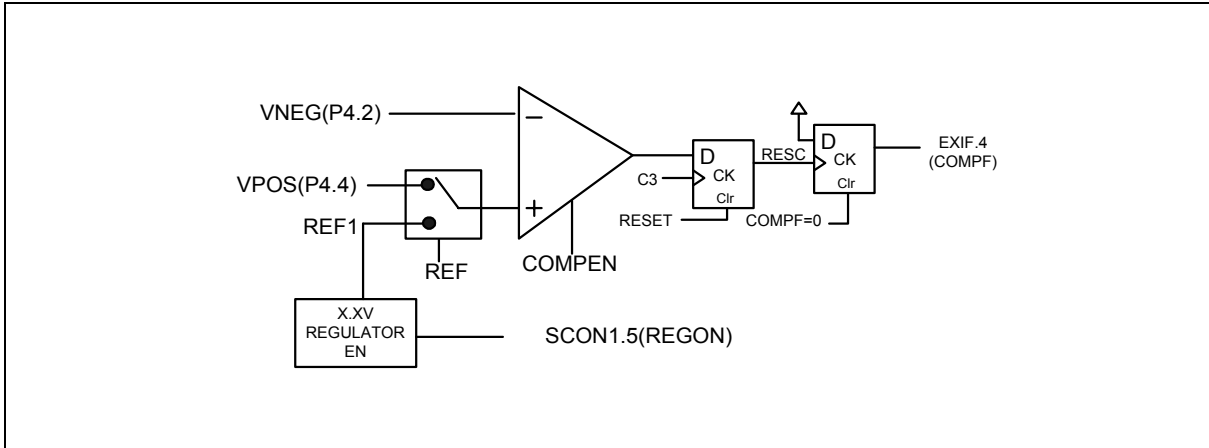 VNEG(P4.2)
VPOS(P4.4)
REF1
REF
X.XV
REGULATOR
EN
SCON1.5(REGON)
−
+
COMPEN
D
CK
Clr
C3
RESET
RESC
D
CK
Clr
COMPF=0
EXIF.4
(COMPF)